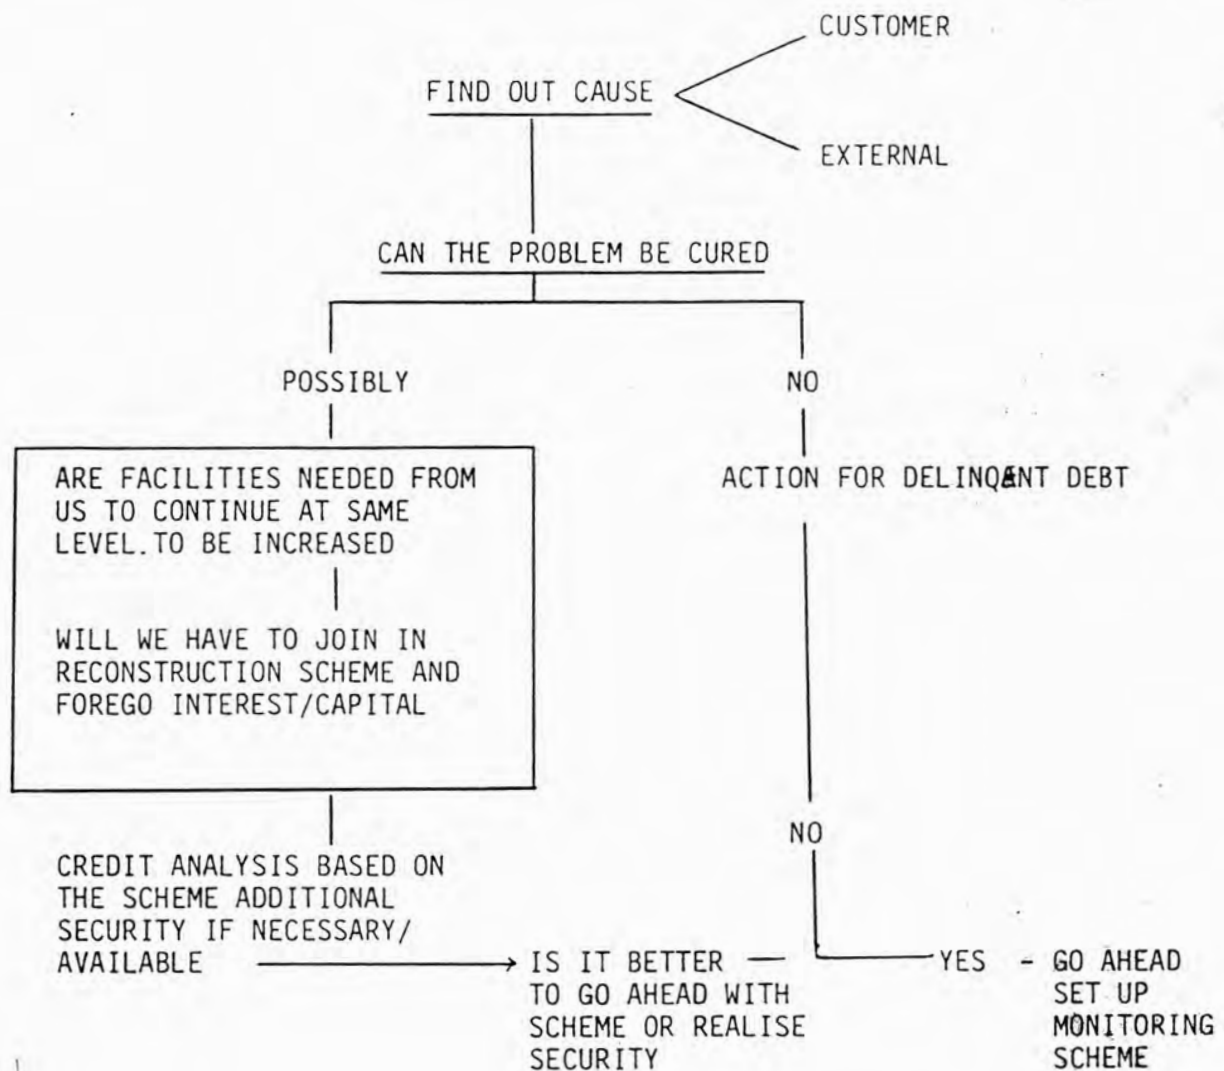 CUSTOMER
FIND OUT CAUSE
EXTERNAL
CAN THE PROBLEM BE CURED
POSSIBLY
NO
ARE FACILITIES NEEDED FROM
US TO CONTINUE AT SAME
LEVEL.TO BE INCREASED
ACTION FOR DELINQANT DEBT
WILL WE HAVE TO JOIN IN
RECONSTRUCTION SCHEME AND
FOREGO INTEREST/CAPITAL
NO
CREDIT ANALYSIS BASED ON
THE SCHEME ADDITIONAL
SECURITY IF NECESSARY/
AVAILABLE
IS IT BETTER
TO GO AHEAD WITH
SCHEME OR REALISE
SECURITY
YES - GO AHEAD
SET UP
MONITORING
SCHEME